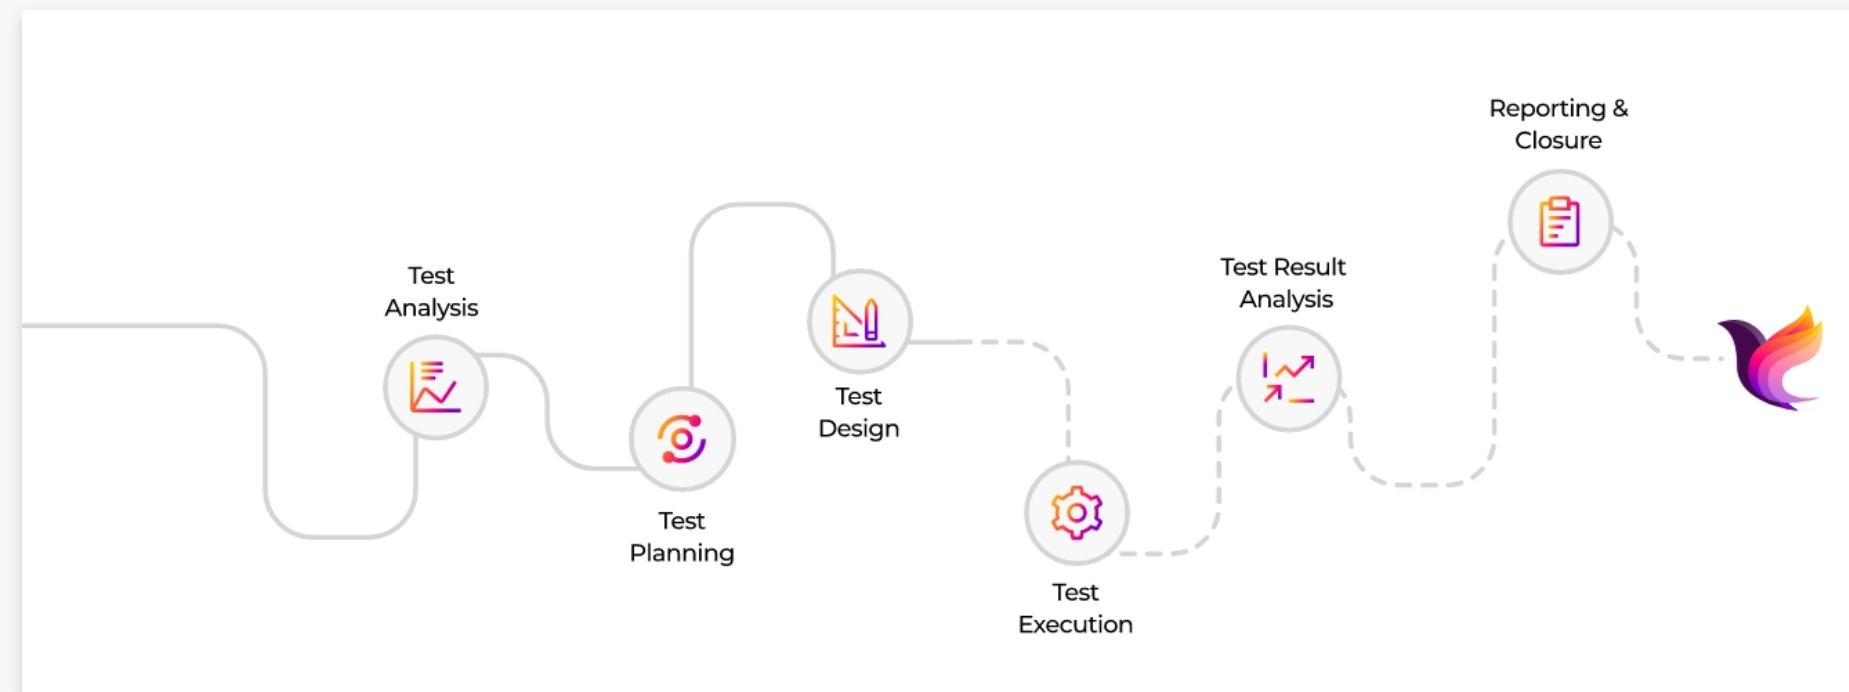 Test
Analysis
Test
Planning
Test
Design
Test
Execution
Test Result
Analysis
Reporting &
Closure